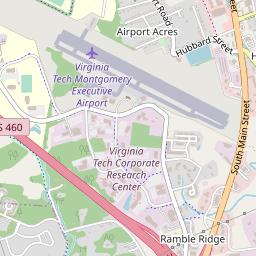 Airport Acres
Road
Hubbard Street
Virginia
Tech Montgomery
Executive
Airport
S 460
South Main Street
Virginia
Tech Corporate
Research
Center
Ramble Ridge